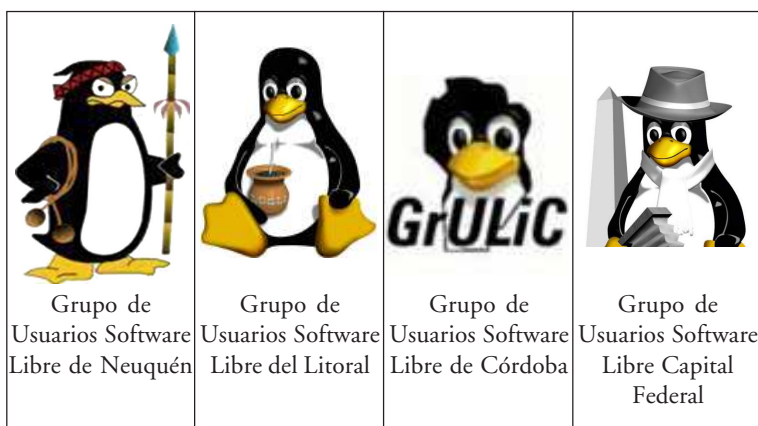 GrULiC
Grupo de
Usuarios Software
Libre de Neuquén
Grupo de
Usuarios Software
Libre del Litoral
Grupo de
Usuarios Software
Libre de Córdoba
Grupo de
Usuarios Software
Libre Capital
Federal